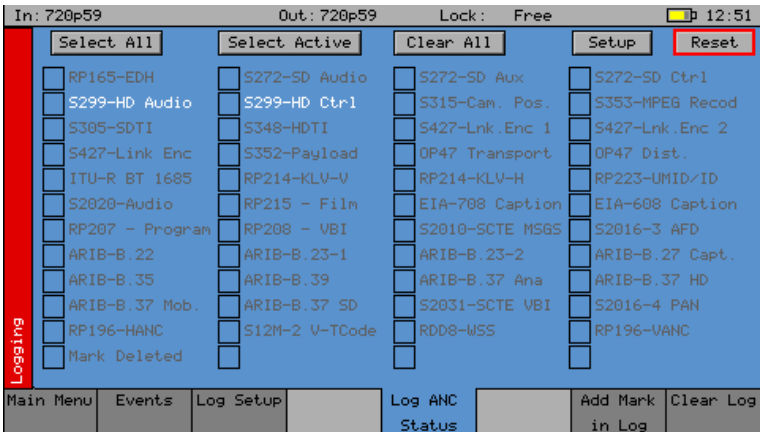 In: 720p59 Out: 720p59 Lock: Free 12:51
Select All Select Active Clear All Setup Reset
RP165-EDH S272-SD Audio S272-SD Aux S272-SD Ctrl
S299-HD Audio S299-HD Ctrl S315-Cam. Pos. S353-MPEG Recod
S305-SDTI S348-HDTI S427-Lnk.Enc 1 S427-Lnk.Enc 2
S427-Link Enc S352-Payload OP47 Transport OP47 Dist.
ITU-R BT 1685 RP214-KLV-V RP214-KLV-H RP223-UMID/ID
S2020-Audio RP215 - Film EIA-708 Caption EIA-608 Caption
RP207 - Program RP208 - VBI S2010-SCTE MSGS S2016-3 AFD
ARIB-B.22 ARIB-B.23-1 ARIB-B.23-2 ARIB-B.27 Capt.
ARIB-B.35 ARIB-B.39 ARIB-B.37 Ana ARIB-B.37 HD
ARIB-B.37 Mob. ARIB-B.37 SD S2031-SCTE VBI S2016-4 PAN
RP196-HANC S12M-2 V-TCode RDD8-WSS RP196-VANC
Mark Deleted
Logging
Main Menu Events Log Setup Log ANC Add Mark Clear Log
Status in Log